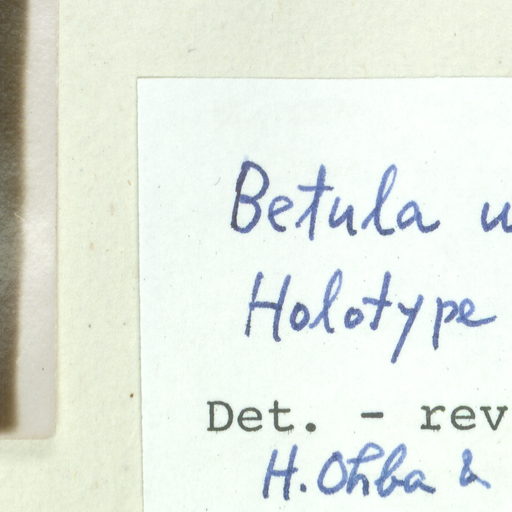 Betula
Holotype
Det. - rev
H. Ohba &